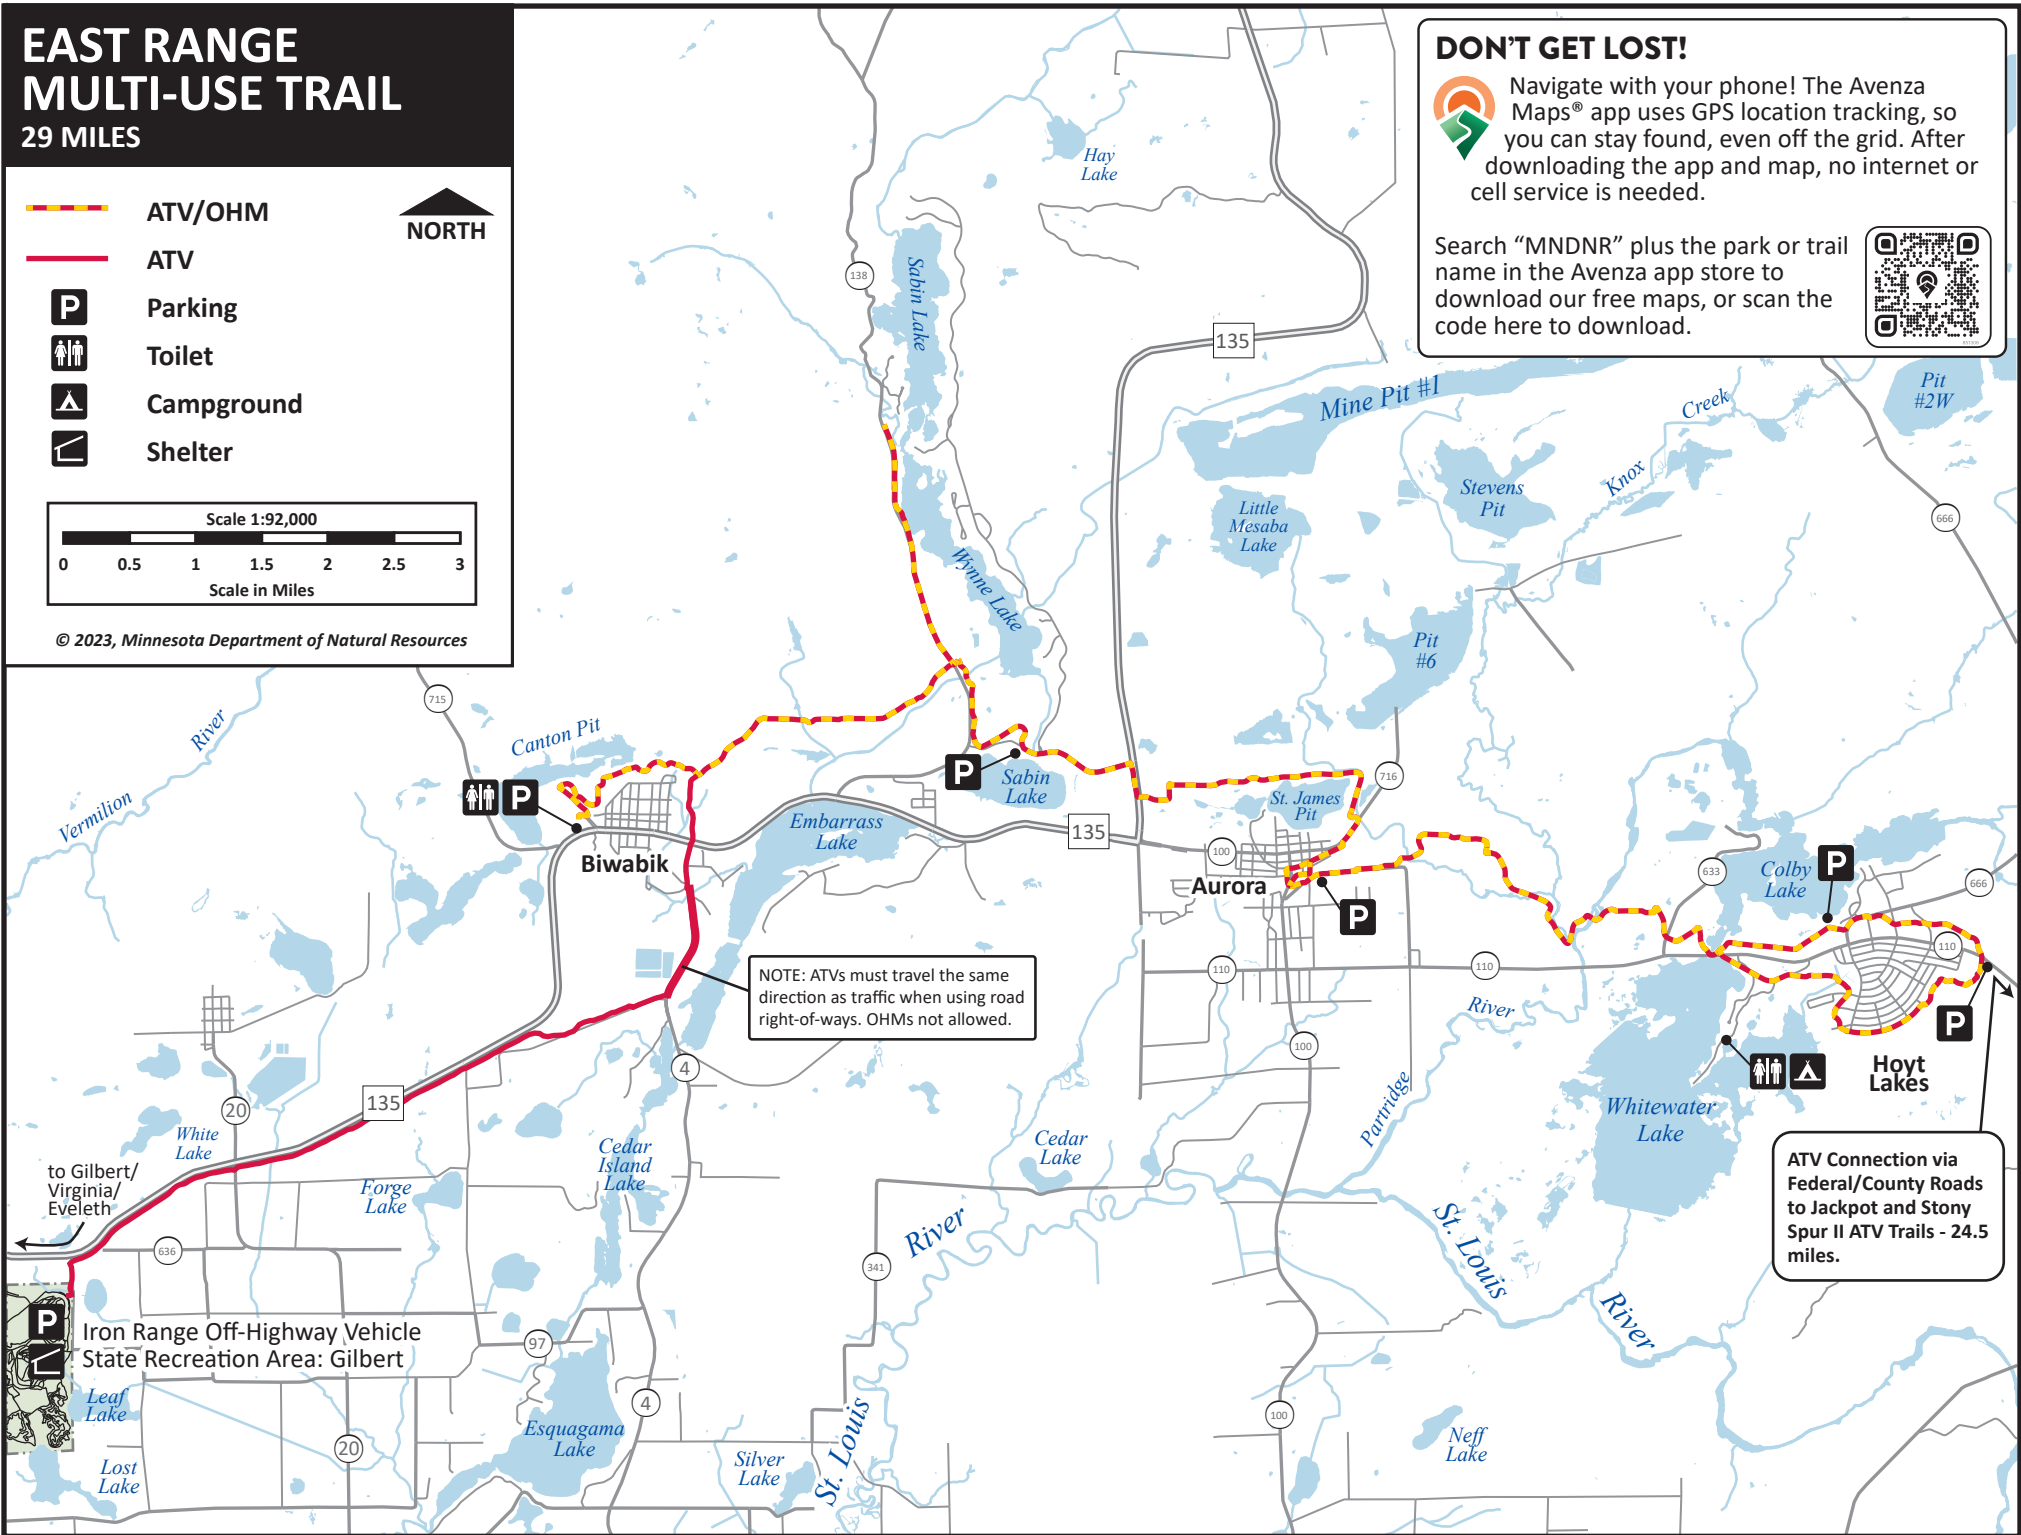 EAST RANGE
MULTI-USE TRAIL
29 MILES
ATV/OHM
ATV
Parking
Toilet
Campground
Shelter
NORTH
Scale 1:92,000
0 0.5 1 1.5 2 2.5 3
Scale in Miles
© 2023, Minnesota Department of Natural Resources
DON'T GET LOST!
Navigate with your phone! The Avenza
Maps® app uses GPS location tracking, so
you can stay found, even off the grid. After
downloading the app and map, no internet or
cell service is needed.
Search “MNDNR” plus the park or trail
name in the Avenza app store to
download our free maps, or scan the
code here to download.
Hay
Lake
138
Sabin Lake
135
Mine Pit #1
Creek
Pit
#2W
Knox
Stevens
Pit
Little
Mesaba
Lake
666
Wynne Lake
Pit
#6
715
River
Canton Pit
Vermilion
P
P
Sabin
Lake
716
St. James
Pit
Embarrass
Lake
135
Biwabik
100
Aurora
P
633
Colby
Lake
P
666
110
110
110
NOTE: ATVs must travel the same
direction as traffic when using road
right-of-ways. OHMs not allowed.
River
P
Hoyt
Lakes
100
4
Partridge
Whitewater
Lake
135
20
White
Lake
Cedar
Island
Lake
Cedar
Lake
ATV Connection via
Federal/County Roads
to Jackpot and Stony
Spur II ATV Trails - 24.5
miles.
to Gilbert/
Virginia/
Eveleth
Forge
Lake
River
St. Louis
River
636
341
P
Iron Range Off-Highway Vehicle
State Recreation Area: Gilbert
97
Leaf
Lake
4
100
Esquagama
Lake
St. Louis
20
Neff
Lake
Silver
Lake
Lost
Lake